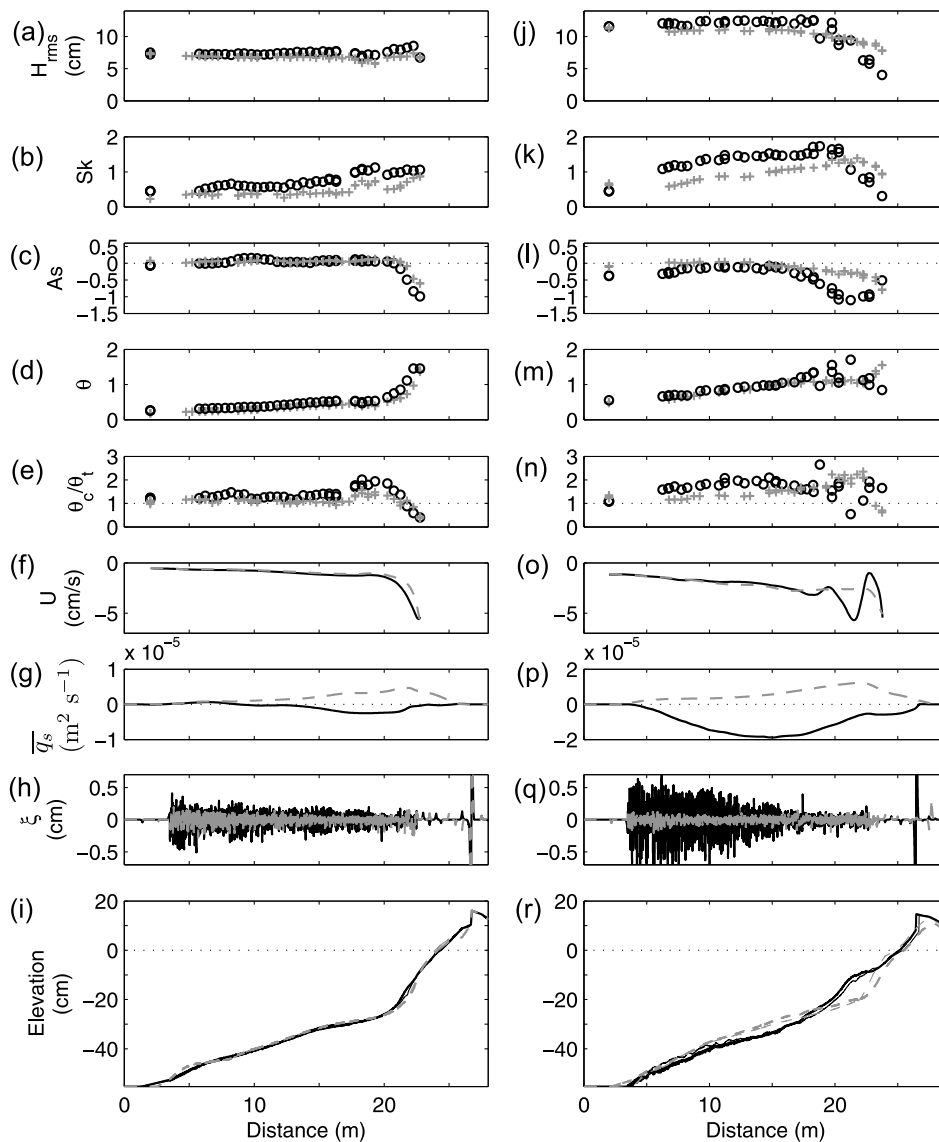 (a) H_rms (cm) 10 5 0
(b) Sk 2 1 0
(c) As 0.5 0 −0.5 −1 −1.5
(d) θ 2 1 0
(e) θ_c/θ_t 3 2 1 0
(f) U (cm/s) 0 −5
x 10^−5
(g) q̅_s (m² s⁻¹) 1 0 −1
(h) ξ (cm) 0.5 0 −0.5
(i) Elevation (cm) 20 0 −20 −40
0 10 20
Distance (m)
(j) 10 5 0
(k) 2 1 0
(l) 0.5 0 −0.5 −1 −1.5
(m) 2 1 0
(n) 3 2 1 0
(o) 0 −5
x 10^−5
(p) 2 0 −2
(q) 0.5 0 −0.5
(r) 20 0 −20 −40
0 10 20
Distance (m)